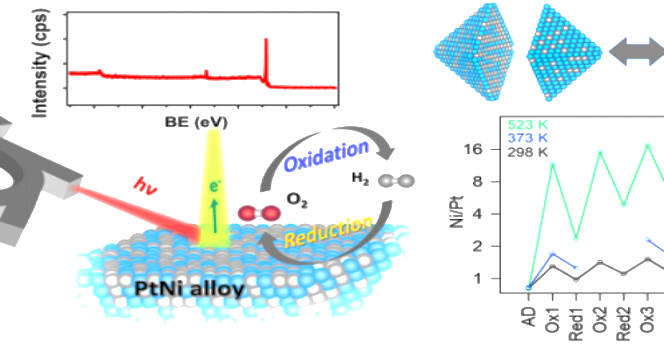 Intensity (cps)
BE (eV)
hν
e⁻
Oxidation
H₂
O₂
Reduction
PtNi alloy
523 K
373 K
298 K
Ni/Pt
16
8
4
2
1
AD
Ox1
Red1
Ox2
Red2
Ox3